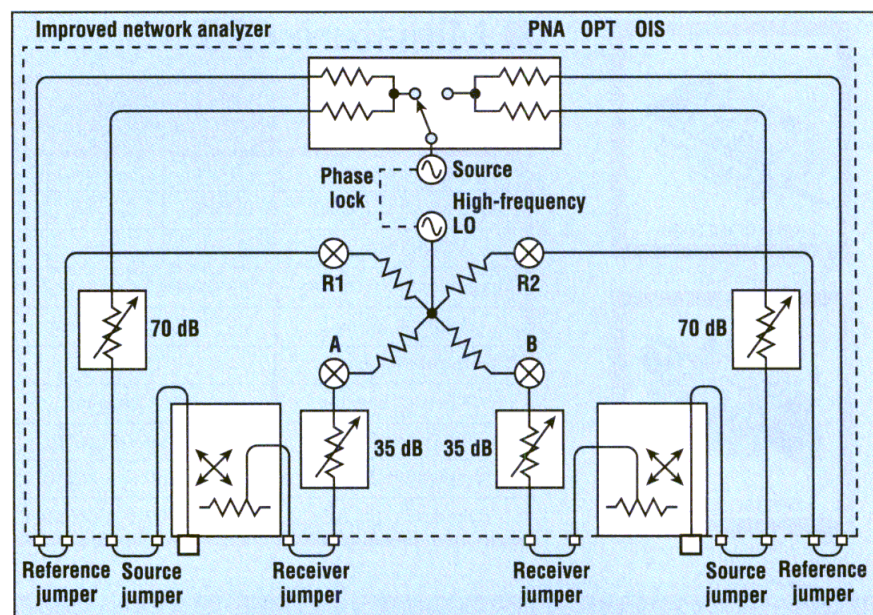 Improved network analyzer PNA OPT OIS
Phase lock
Source
High-frequency LO
R1
R2
70 dB
70 dB
A
B
35 dB
35 dB
Reference jumper
Source jumper
Receiver jumper
Receiver jumper
Source jumper
Reference jumper